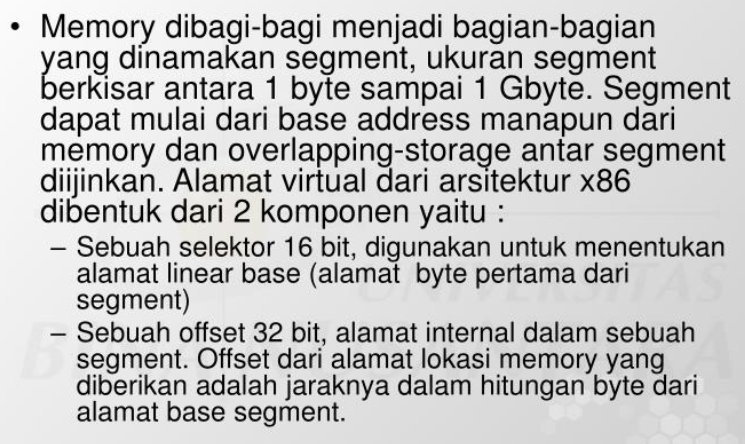 • Memory dibagi-bagi menjadi bagian-bagian
yang dinamakan segment, ukuran segment
berkisar antara 1 byte sampai 1 Gbyte. Segment
dapat mulai dari base address manapun dari
memory dan overlapping-storage antar segment
diijinkan. Alamat virtual dari arsitektur x86
dibentuk dari 2 komponen yaitu :
– Sebuah selektor 16 bit, digunakan untuk menentukan
alamat linear base (alamat  byte pertama dari
segment)
– Sebuah offset 32 bit, alamat internal dalam sebuah
segment. Offset dari alamat lokasi memory yang
diberikan adalah jaraknya dalam hitungan byte dari
alamat base segment.